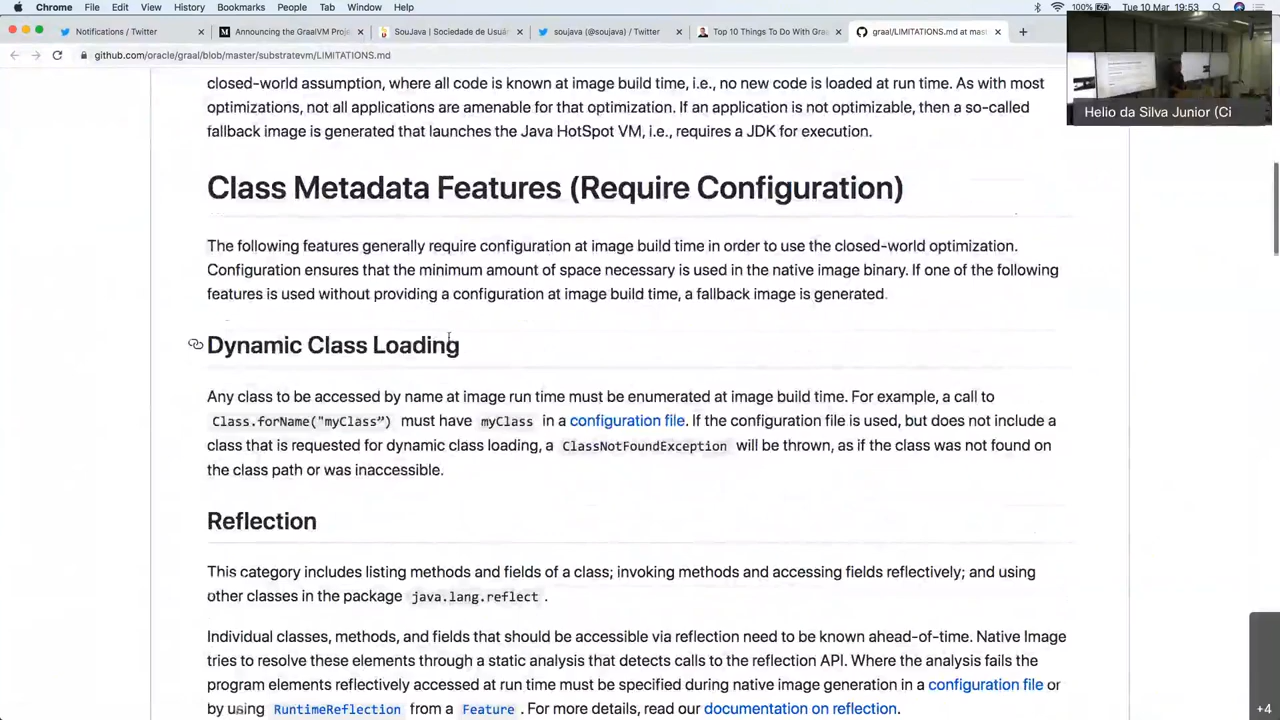 Chrome File Edit View History Bookmarks People Tab Window Help 100% Tue 10 Mar 19:53
Notifications / Twitter Announcing the GraalVM Proje SouJava | Sociedade de Usuá soujava (@soujava) / Twitter Top 10 Things To Do With Gra graal/LIMITATIONS.md at mast
github.com/oracle/graal/blob/master/substratevm/LIMITATIONS.md
Helio da Silva Junior (Ci
closed-world assumption, where all code is known at image build time, i.e., no new code is loaded at run time. As with most
optimizations, not all applications are amenable for that optimization. If an application is not optimizable, then a so-called
fallback image is generated that launches the Java HotSpot VM, i.e., requires a JDK for execution.
Class Metadata Features (Require Configuration)
The following features generally require configuration at image build time in order to use the closed-world optimization.
Configuration ensures that the minimum amount of space necessary is used in the native image binary. If one of the following
features is used without providing a configuration at image build time, a fallback image is generated.
Dynamic Class Loading
Any class to be accessed by name at image run time must be enumerated at image build time. For example, a call to
Class.forName("myClass”) must have myClass in a configuration file. If the configuration file is used, but does not include a
class that is requested for dynamic class loading, a ClassNotFoundException will be thrown, as if the class was not found on
the class path or was inaccessible.
Reflection
This category includes listing methods and fields of a class; invoking methods and accessing fields reflectively; and using
other classes in the package java.lang.reflect .
Individual classes, methods, and fields that should be accessible via reflection need to be known ahead-of-time. Native Image
tries to resolve these elements through a static analysis that detects calls to the reflection API. Where the analysis fails the
program elements reflectively accessed at run time must be specified during native image generation in a configuration file or
by using RuntimeReflection from a Feature . For more details, read our documentation on reflection.
+4